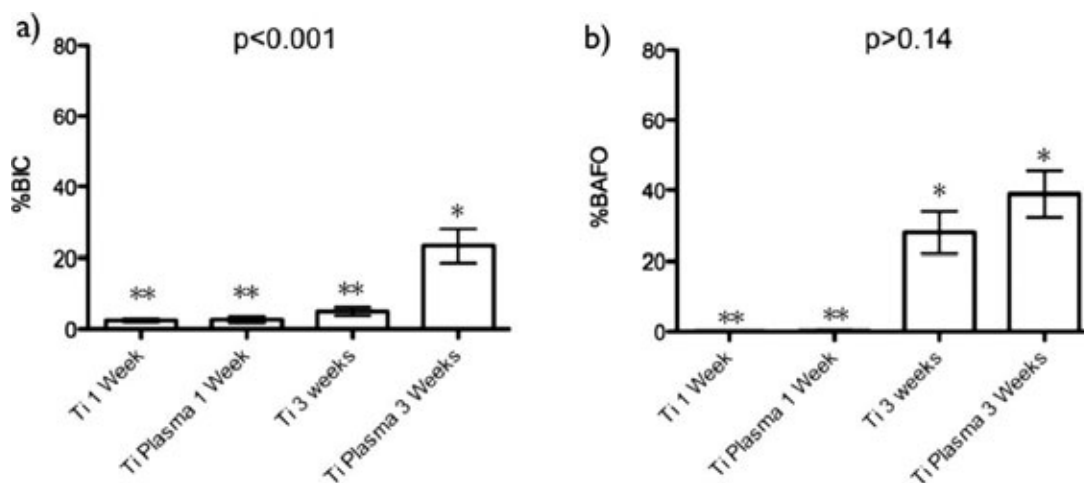 a)
p<0.001
80
60
40
20
0
%BIC
**
**
**
*
Ti 1 Week
Ti Plasma 1 Week
Ti 3 weeks
Ti Plasma 3 Weeks
b)
p>0.14
80
60
40
20
0
%BAFO
**
**
*
*
Ti 1 Week
Ti Plasma 1 Week
Ti 3 weeks
Ti Plasma 3 Weeks